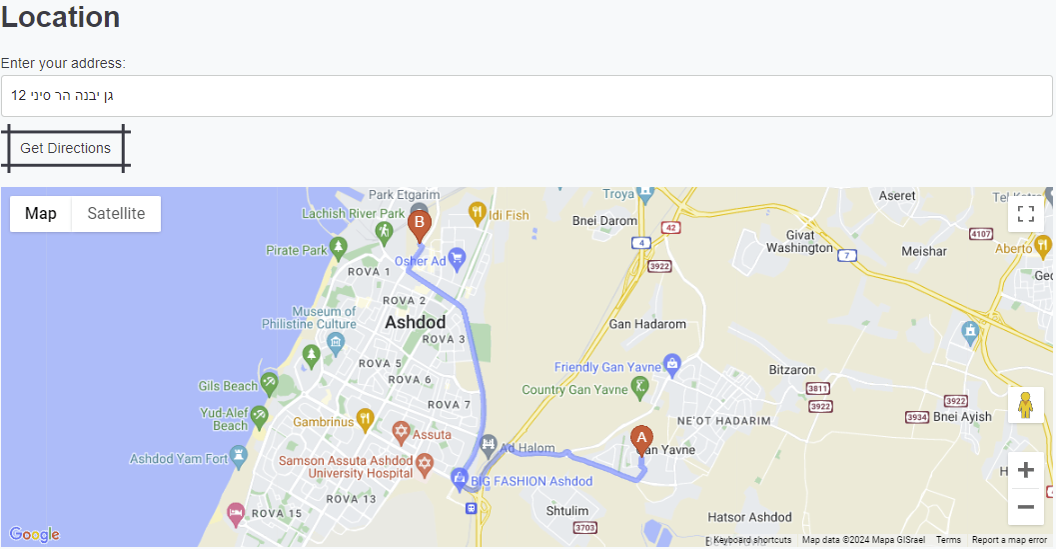 Location
Enter your address:
גן יבנה הר סיני 12
Get Directions
Map
Satellite
Park Etgarim
Lachish River Park
B
Idi Fish
Troya
Bnei Darom
Aseret
42
4
3922
Givat
Washington
7
4107
Meishar
Aberto
Pirate Park
Osher Ad
ROVA 1
ROVA 2
Museum of
Philistine Culture
Ashdod
ROVA 3
Gan Hadarom
ROVA 5
ROVA 6
Friendly Gan Yavne
Country Gan Yavne
Bitzaron
3811
3922
3922
3934
Bnei Ayish
Gils Beach
Yud-Alef
Beach
ROVA 7
Gambrinus
Assuta
NE'OT HADARIM
A
Gan Yavne
Ad Halom
Ashdod Yam Fort
Samson Assuta Ashdod
University Hospital
BIG FASHION Ashdod
ROVA 13
ROVA 15
Shtulim
3703
Hatsor Ashdod
Google
Keyboard shortcuts
Map data ©2024 Mapa GISrael
Terms
Report a map error